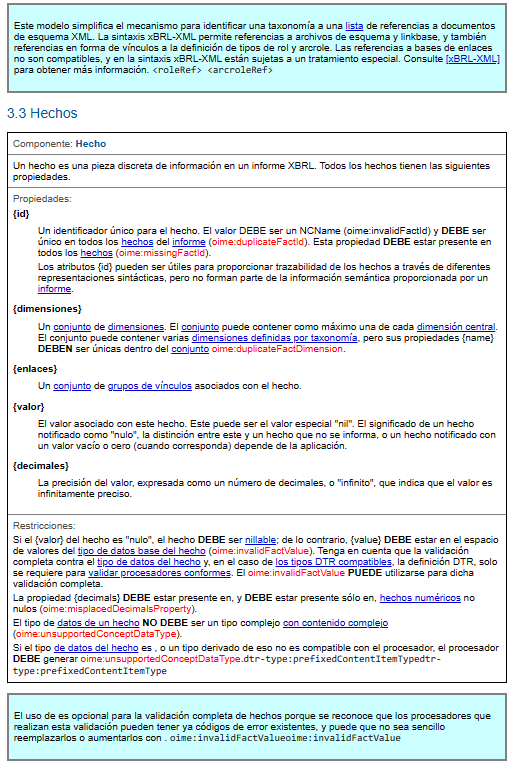 Este modelo simplifica el mecanismo para identificar una taxonomía a una lista de referencias a documentos
de esquema XML. La sintaxis xBRL-XML permite referencias a archivos de esquema y linkbase, y también
referencias en forma de vínculos a la definición de tipos de rol y arcrole. Las referencias a bases de enlaces
no son compatibles, y en la sintaxis xBRL-XML están sujetas a un tratamiento especial. Consulte [xBRL-XML]
para obtener más información. <roleRef> <arcroleRef>
3.3 Hechos
Componente: Hecho
Un hecho es una pieza discreta de información en un informe XBRL. Todos los hechos tienen las siguientes
propiedades.
Propiedades:
{id}
Un identificador único para el hecho. El valor DEBE ser un NCName (oime:invalidFactId) y DEBE ser
único en todos los hechos del informe (oime:duplicateFactId). Esta propiedad DEBE estar presente en
todos los hechos (oime:missingFactId).
Los atributos {id} pueden ser útiles para proporcionar trazabilidad de los hechos a través de diferentes
representaciones sintácticas, pero no forman parte de la información semántica proporcionada por un
informe.
{dimensiones}
Un conjunto de dimensiones. El conjunto puede contener como máximo una de cada dimensión central.
El conjunto puede contener varias dimensiones definidas por taxonomía, pero sus propiedades {name}
DEBEN ser únicas dentro del conjunto oime:duplicateFactDimension.
{enlaces}
Un conjunto de grupos de vínculos asociados con el hecho.
{valor}
El valor asociado con este hecho. Este puede ser el valor especial "nil". El significado de un hecho
notificado como "nulo", la distinción entre este y un hecho que no se informa, o un hecho notificado con
un valor vacío o cero (cuando corresponda) depende de la aplicación.
{decimales}
La precisión del valor, expresada como un número de decimales, o "infinito", que indica que el valor es
infinitamente preciso.
Restricciones:
Si el {valor} del hecho es "nulo", el hecho DEBE ser nillable; de lo contrario, {value} DEBE estar en el espacio
de valores del tipo de datos base del hecho (oime:invalidFactValue). Tenga en cuenta que la validación
completa contra el tipo de datos del hecho y, en el caso de los tipos DTR compatibles, la definición DTR, solo
se requiere para validar procesadores conformes. El oime:invalidFactValue PUEDE utilizarse para dicha
validación completa.
La propiedad {decimals} DEBE estar presente en, y DEBE estar presente sólo en, hechos numéricos no
nulos (oime:misplacedDecimalsProperty).
El tipo de datos de un hecho NO DEBE ser un tipo complejo con contenido complejo
(oime:unsupportedConceptDataType).
Si el tipo de datos del hecho es , o un tipo derivado de eso no es compatible con el procesador, el procesador
DEBE generar oime:unsupportedConceptDataType.dtr-type:prefixedContentItemTypedtr-
type:prefixedContentItemType
El uso de es opcional para la validación completa de hechos porque se reconoce que los procesadores que
realizan esta validación pueden tener ya códigos de error existentes, y puede que no sea sencillo
reemplazarlos o aumentarlos con . oime:invalidFactValueoime:invalidFactValue